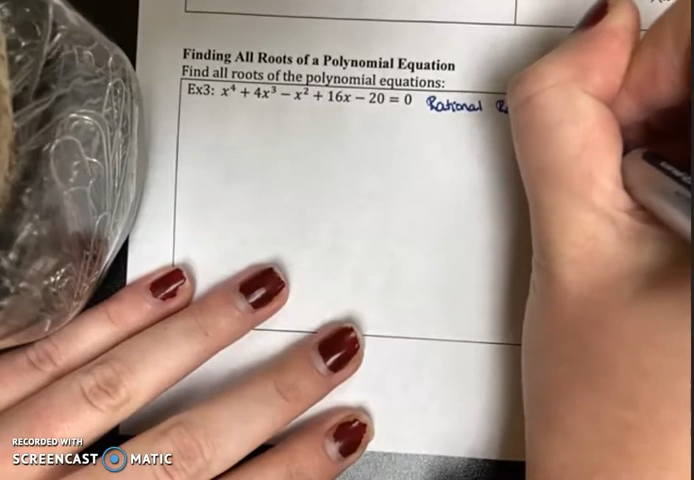 Finding All Roots of a Polynomial Equation
Find all roots of the polynomial equations:
Ex3: x⁴ + 4x³ − x² + 16x − 20 = 0 Rational
RECORDED WITH
SCREENCAST MATIC